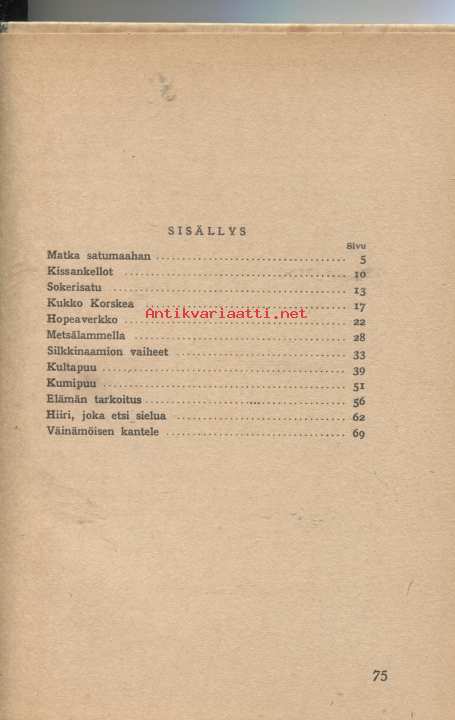 SISÄLLYS
Sivu
Matka satumaahan 5
Kissankellot 10
Sokerisatu 13
Kukko Korskea 17
Antikvariaatti.net
Hopeaverkko 22
Metsälammella 28
Silkkinaamion vaiheet 33
Kultapuu 39
Kumipuu 51
Elämän tarkoitus 56
Hiiri, joka etsi sielua 62
Väinämöisen kantele 69
75